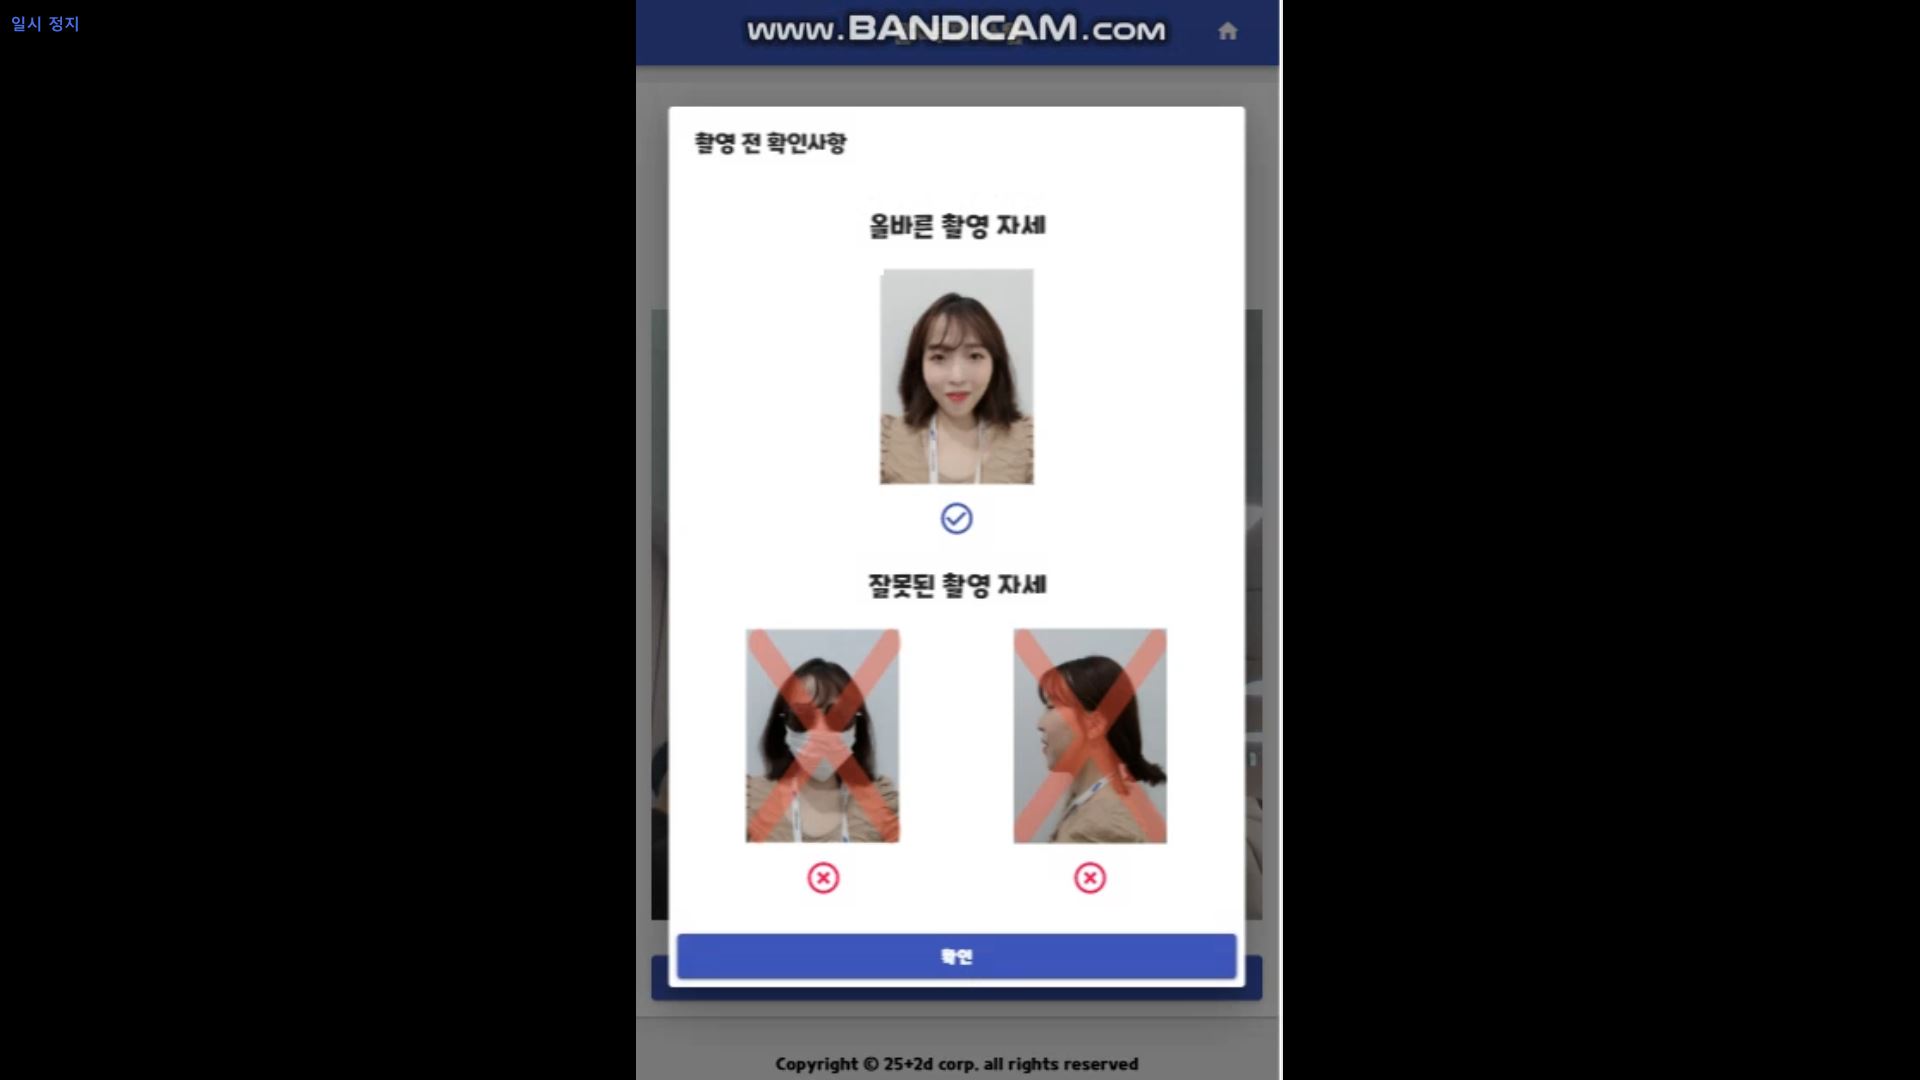 일시 정지
www.BANDICAM.com
촬영 전 확인사항
올바른 촬영 자세
잘못된 촬영 자세
확인
Copyright © 25+2d corp. all rights reserved